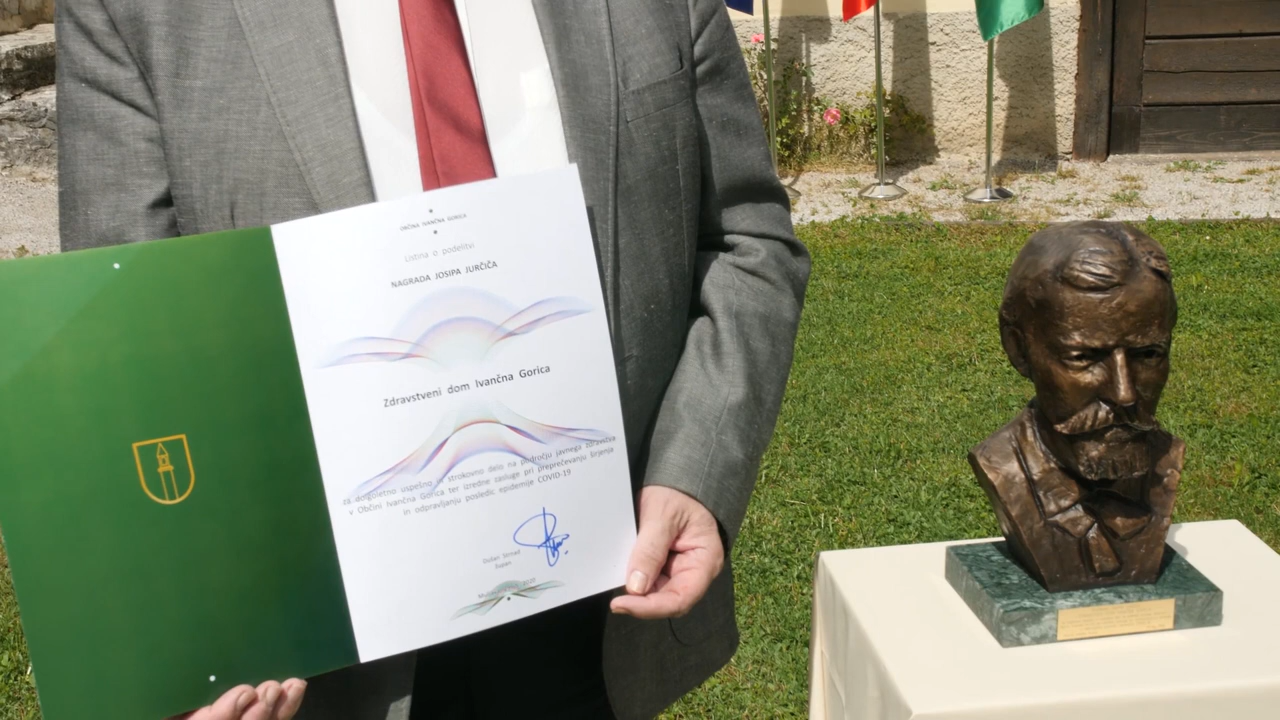 OBČINA IVANČNA GORICA
Listina o podelitvi
NAGRADA JOSIPA JURČIČA
Zdravstveni dom Ivančna Gorica
za dolgoletno uspešno in strokovno delo na področju javnega zdravstva
v Občini Ivančna Gorica ter izredne zasluge pri preprečevanju širjenja
in odpravljanju posledic epidemije COVID-19
Dušan Strnad
župan